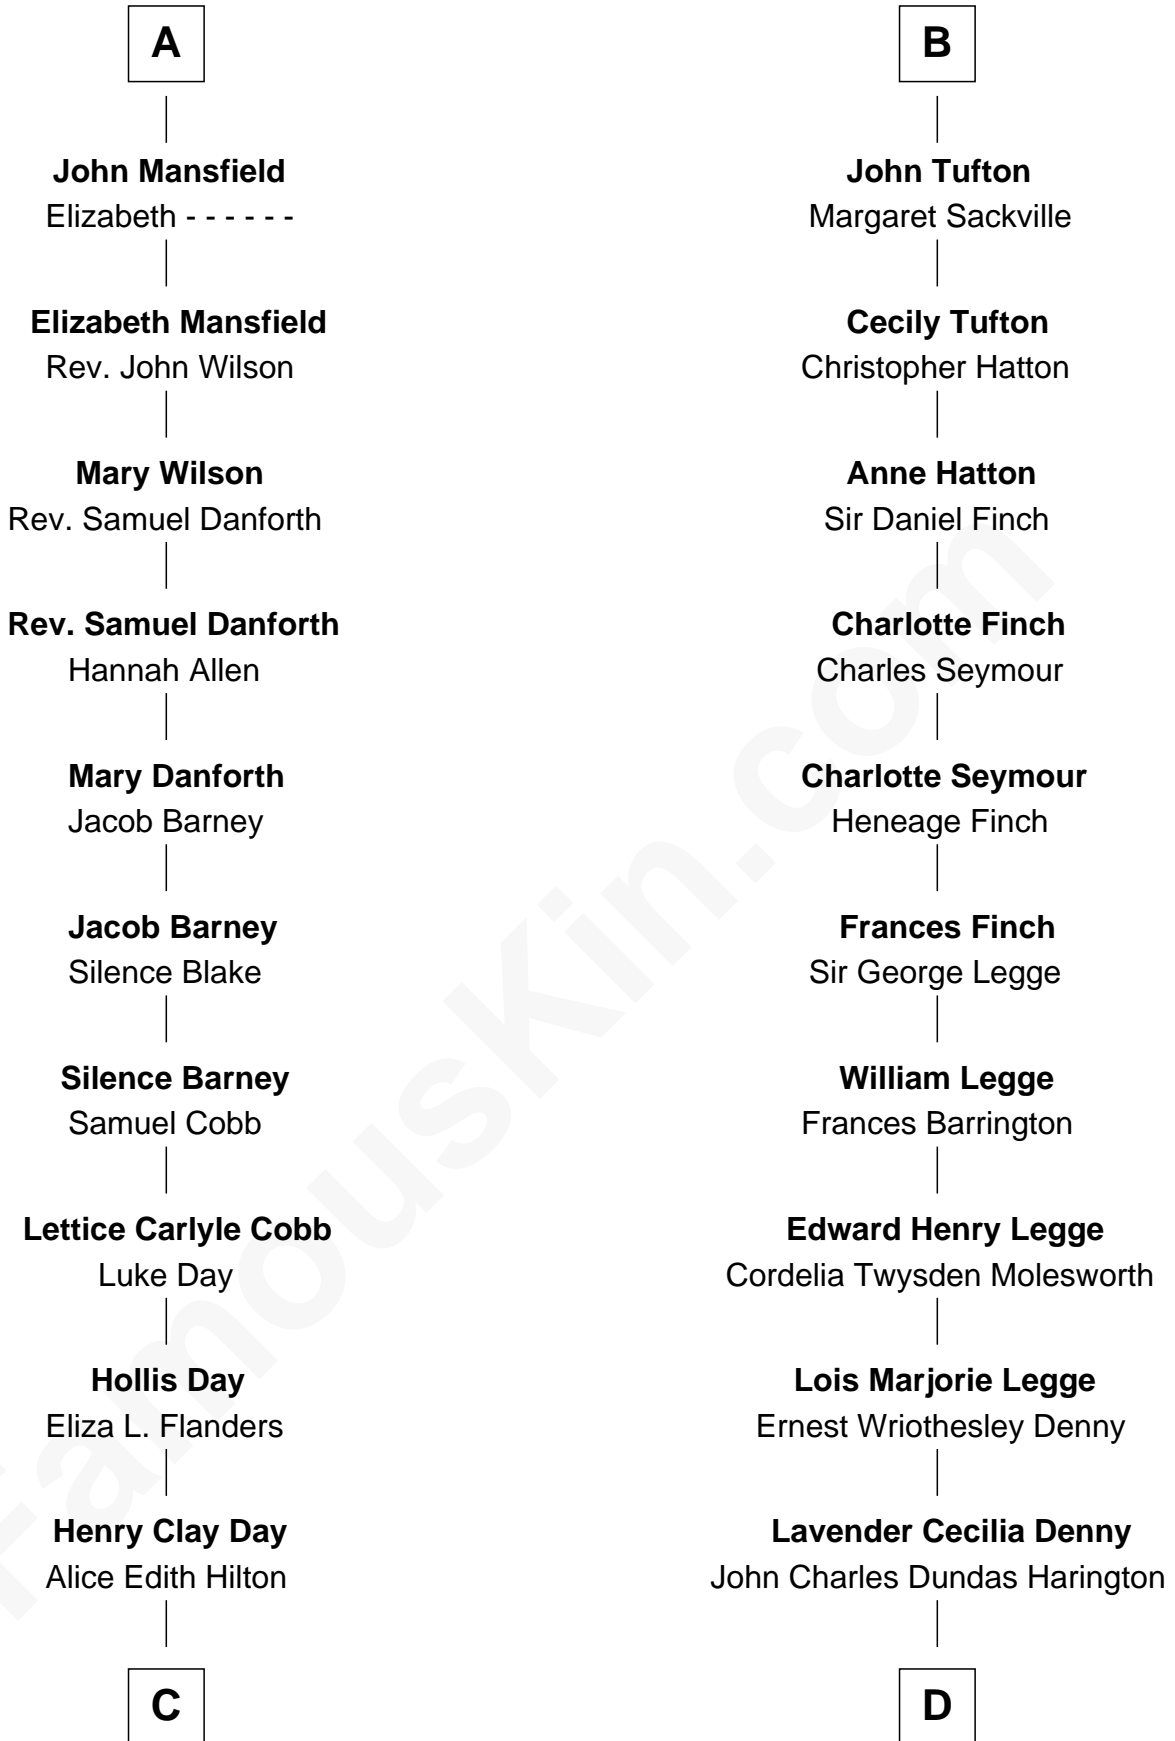 A
John Mansfield
Elizabeth - - - - - -
Elizabeth Mansfield
Rev. John Wilson
Mary Wilson
Rev. Samuel Danforth
Rev. Samuel Danforth
Hannah Allen
Mary Danforth
Jacob Barney
Jacob Barney
Silence Blake
Silence Barney
Samuel Cobb
Lettice Carlyle Cobb
Luke Day
Hollis Day
Eliza L. Flanders
Henry Clay Day
Alice Edith Hilton
C
B
John Tufton
Margaret Sackville
Cecily Tufton
Christopher Hatton
Anne Hatton
Sir Daniel Finch
Charlotte Finch
Charles Seymour
Charlotte Seymour
Heneage Finch
Frances Finch
Sir George Legge
William Legge
Frances Barrington
Edward Henry Legge
Cordelia Twysden Molesworth
Lois Marjorie Legge
Ernest Wriothesley Denny
Lavender Cecilia Denny
John Charles Dundas Harington
D
FamousKin.com